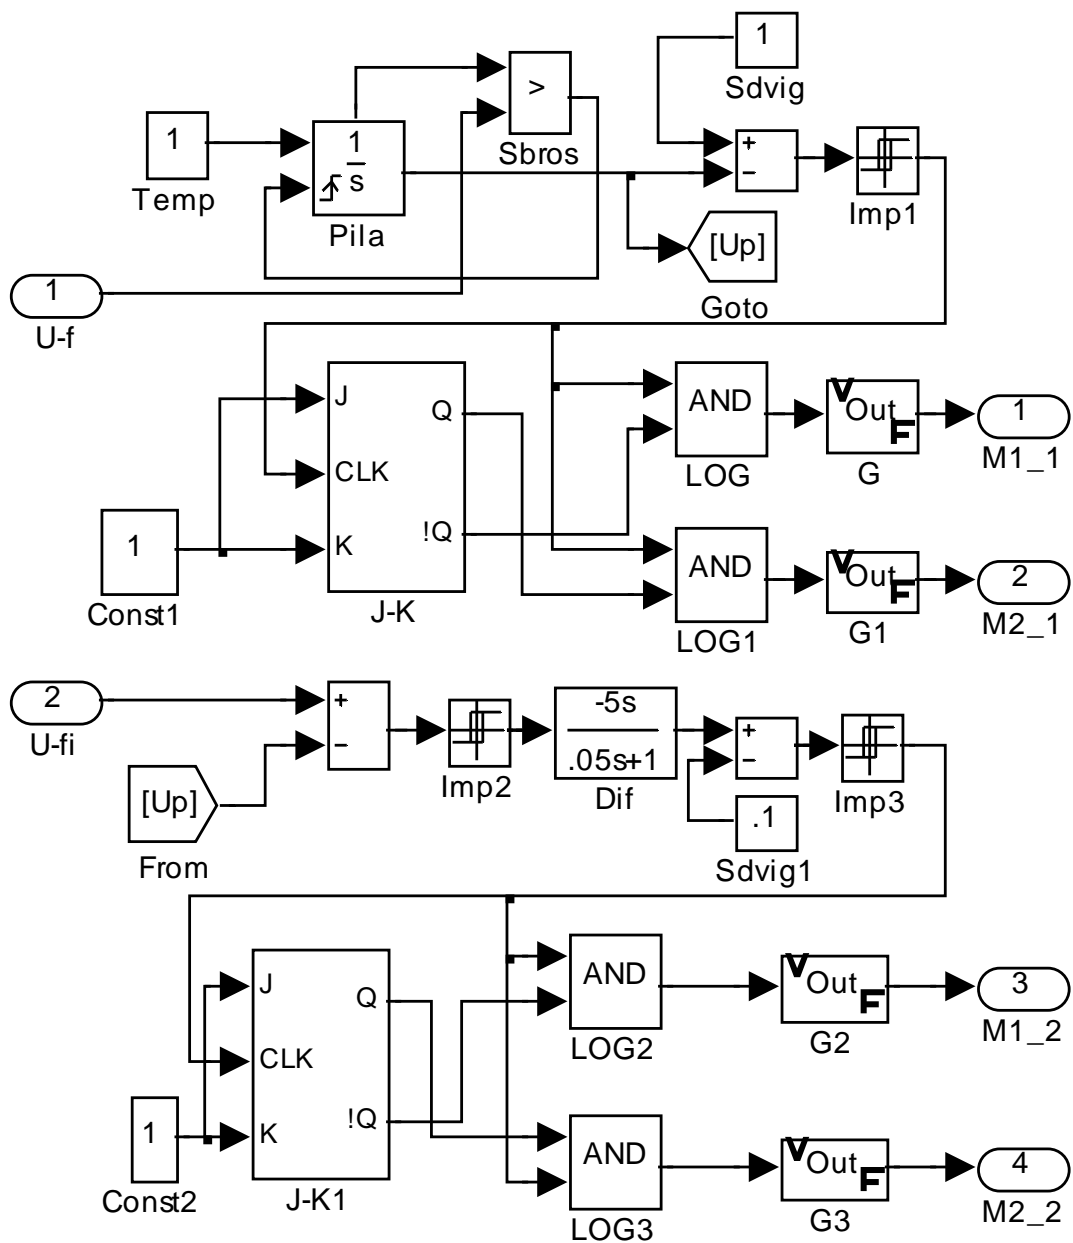 1
Sdvig
>
Sbros
1
Temp
1
s
Pila
+
−
Imp1
[Up]
Goto
1
U-f
J
Q
CLK
!Q
K
J-K
1
Const1
AND
LOG
V
Out
F
G
1
M1_1
AND
LOG1
V
Out
F
G1
2
M2_1
2
U-fi
+
−
[Up]
From
Imp2
-5s
.05s+1
Dif
+
−
.1
Sdvig1
Imp3
J
Q
CLK
!Q
K
J-K1
1
Const2
AND
LOG2
V
Out
F
G2
3
M1_2
AND
LOG3
V
Out
F
G3
4
M2_2